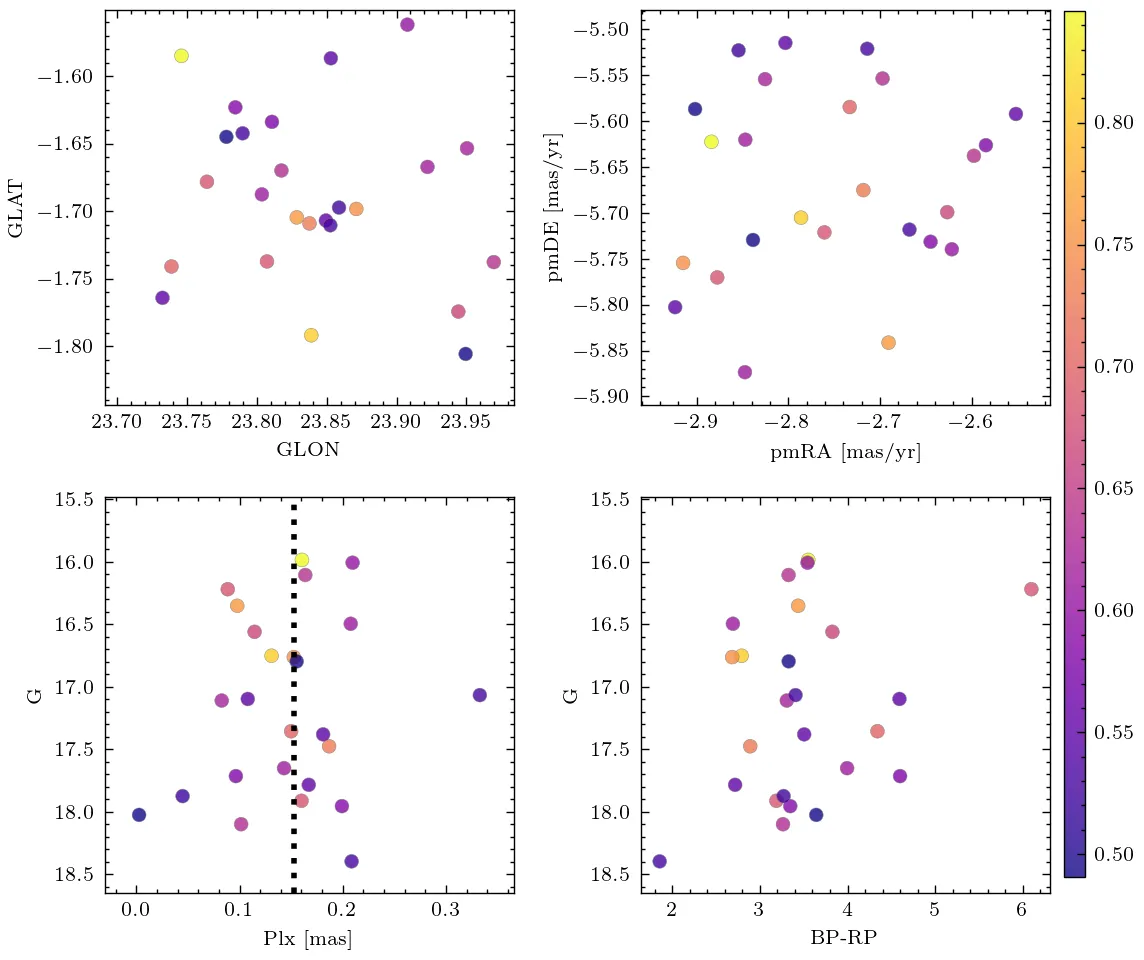 −1.60
−1.65
−1.70
−1.75
−1.80
GLAT
23.70 23.75 23.80 23.85 23.90 23.95
GLON
−5.50
−5.55
−5.60
−5.65
−5.70
−5.75
−5.80
−5.85
−5.90
pmDE [mas/yr]
−2.9 −2.8 −2.7 −2.6
pmRA [mas/yr]
15.5
16.0
16.5
17.0
17.5
18.0
18.5
G
0.0 0.1 0.2 0.3
Plx [mas]
15.5
16.0
16.5
17.0
17.5
18.0
18.5
G
2 3 4 5 6
BP-RP
0.80
0.75
0.70
0.65
0.60
0.55
0.50